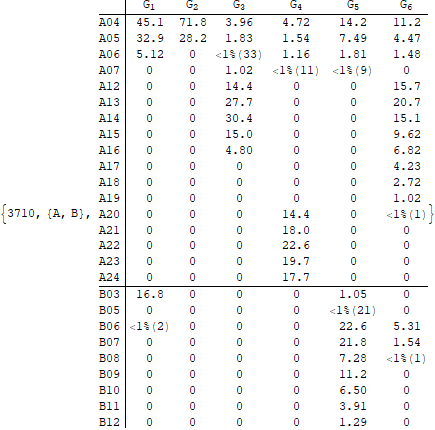 G1 G2 G3 G4 G5 G6
A04 45.1 71.8 3.96 4.72 14.2 11.2
A05 32.9 28.2 1.83 1.54 7.49 4.47
A06 5.12 0 <1%(33) 1.16 1.81 1.48
A07 0 0 1.02 <1%(11) <1%(9) 0
A12 0 0 14.4 0 0 15.7
A13 0 0 27.7 0 0 20.7
A14 0 0 30.4 0 0 15.1
A15 0 0 15.0 0 0 9.62
A16 0 0 4.80 0 0 6.82
A17 0 0 0 0 0 4.23
A18 0 0 0 0 0 2.72
A19 0 0 0 0 0 1.02
{3710, {A, B}, A20 0 0 0 14.4 0 <1%(1)}
A21 0 0 0 18.0 0 0
A22 0 0 0 22.6 0 0
A23 0 0 0 19.7 0 0
A24 0 0 0 17.7 0 0
B03 16.8 0 0 0 1.05 0
B05 0 0 0 0 <1%(21) 0
B06 <1%(2) 0 0 0 22.6 5.31
B07 0 0 0 0 21.8 1.54
B08 0 0 0 0 7.28 <1%(1)
B09 0 0 0 0 11.2 0
B10 0 0 0 0 6.50 0
B11 0 0 0 0 3.91 0
B12 0 0 0 0 1.29 0